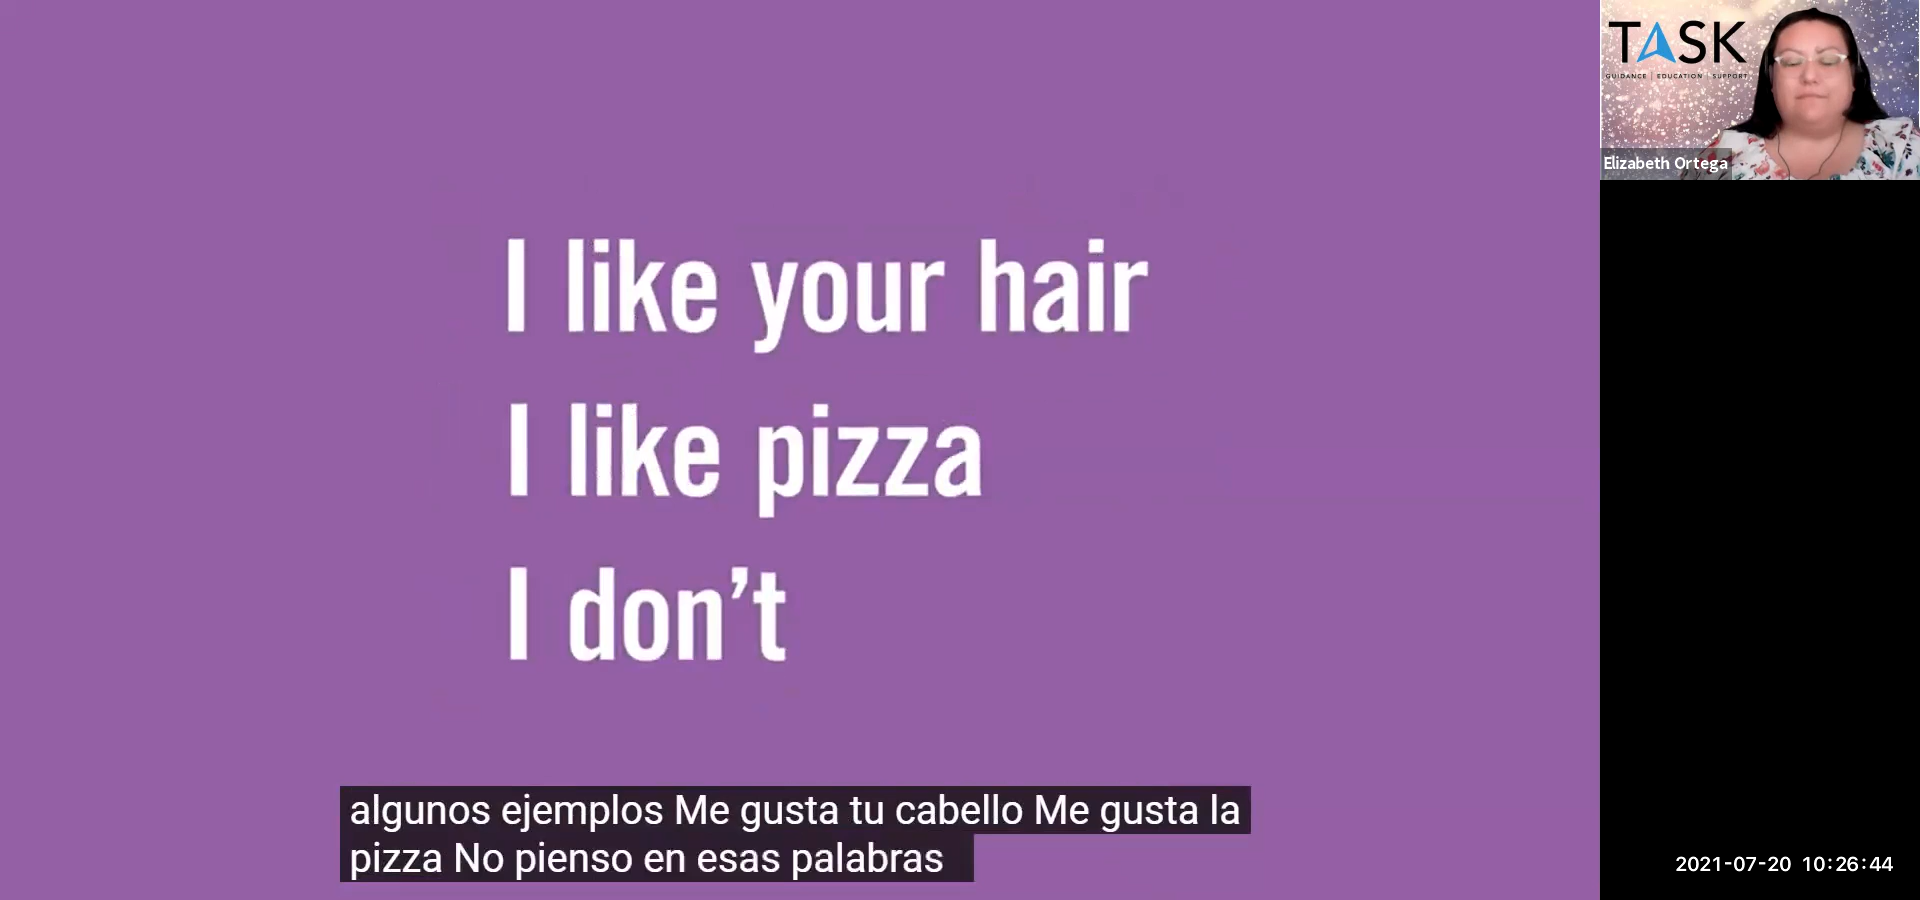 I like your hair
I like pizza
I don’t
algunos ejemplos Me gusta tu cabello Me gusta la
pizza No pienso en esas palabras
TASK
GUIDANCE | EDUCATION | SUPPORT
Elizabeth Ortega
2021-07-20 10:26:44